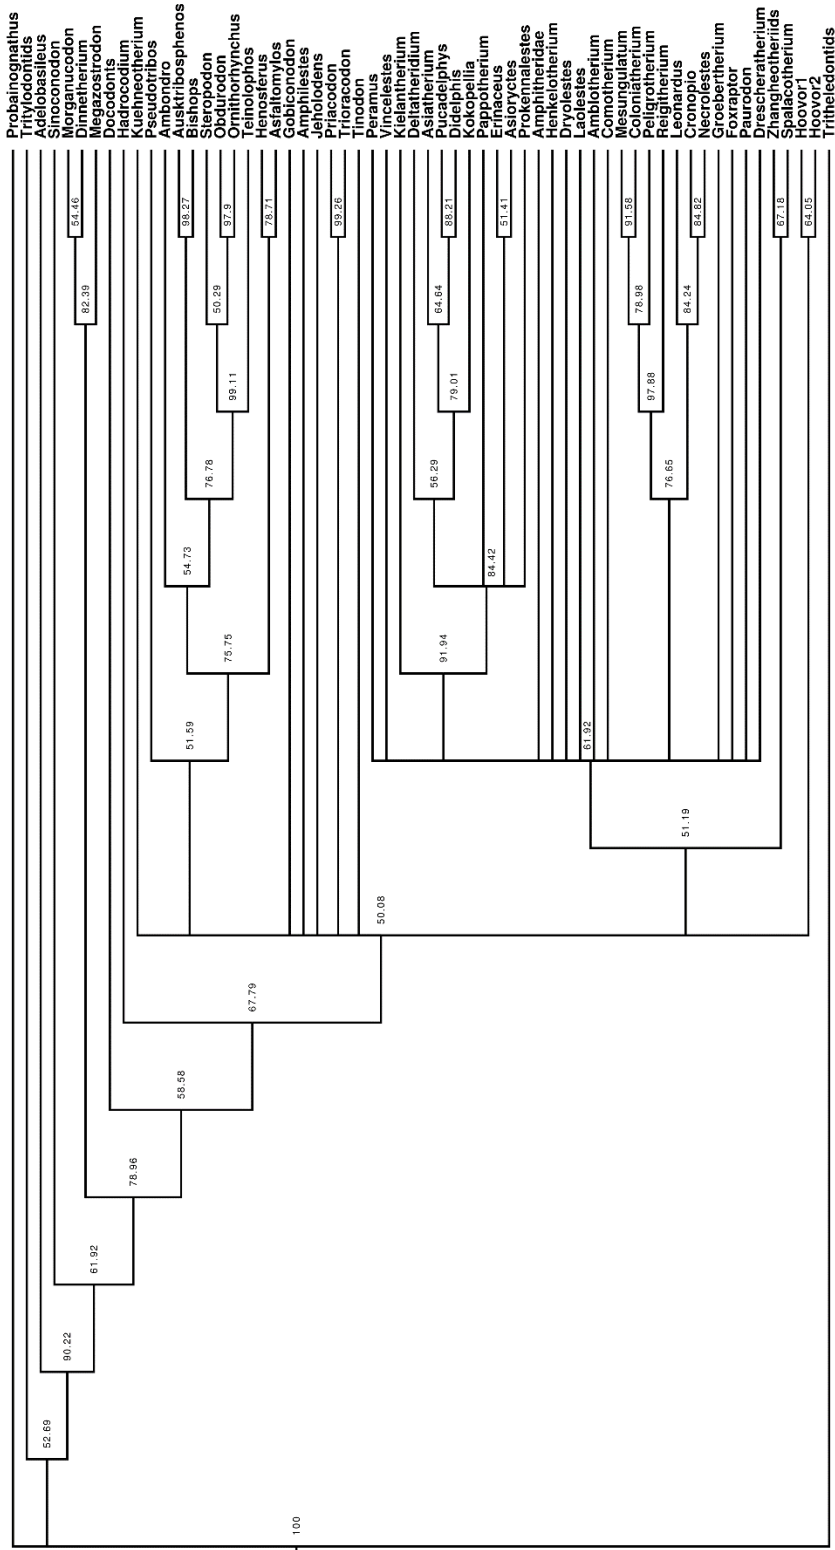 Probainognathus
Tritylodontids
Adelobasileus
Sinoconodon
Morganucodon
Dinnetherium
Megazostrodon
Docodonts
Hadrocodium
Kuehneotherium
Pseudotribos
Ambondro
Ausktribosphenos
Bishops
Steropodon
Obdurodon
Ornithorhynchus
Teinolophos
Henosferus
Asfaltomylos
Gobiconodon
Amphilestes
Jeholodens
Priacodon
Trioracodon
Tinodon
Peramus
Vincelestes
Kielantherium
Deltatheridium
Asiatherium
Pucadelphys
Didelphis
Kokopellia
Pappotherium
Erinaceus
Asioryctes
Prokennalestes
Amphitheridae
Henkelotherium
Dryolestes
Laolestes
Amblotherium
Comotherium
Mesungulatum
Coloniatherium
Peligrotherium
Reigitherium
Leonardus
Cronopio
Necrolestes
Groebertherium
Foxraptor
Paurodon
Drescheratherium
Zhangheotheriids
Spalacotherium
Hoovor1
Hoovor2
Tritheledontids
54.46
98.27
97.9
78.71
99.26
88.21
51.41
91.58
84.82
67.18
64.05
82.39
50.29
64.64
78.98
84.24
99.11
79.01
97.88
76.78
56.29
76.65
54.73
84.42
75.75
91.94
51.59
61.92
51.19
50.08
67.79
58.58
78.96
61.92
90.22
52.69
100